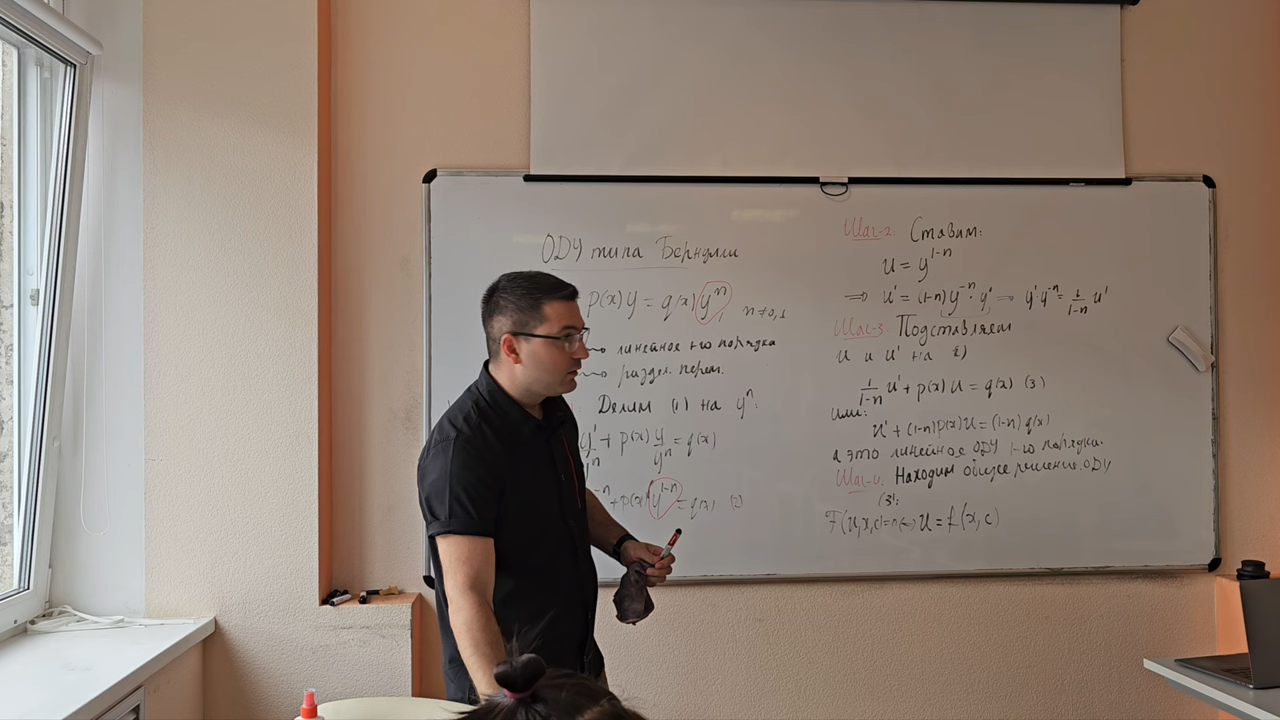 ОДУ типа Бернулли
p(x)y = q(x) yⁿ, n≠0,1
линейное 1-го порядка
раздел. перем.
Делим (1) на yⁿ:
y'/yⁿ + p(x) y/yⁿ = q(x)
⁻ⁿ + p(x) y¹⁻ⁿ = q(x) (2)
Шаг-2: Ставим:
u = y¹⁻ⁿ
⇒ u' = (1-n) y⁻ⁿ · y' ⇒ y' y⁻ⁿ = 1/(1-n) u'
Шаг-3: Подставляем
u и u' на 2)
1/(1-n) u' + p(x) u = q(x) (3)
или:
u' + (1-n)p(x)u = (1-n) q(x)
а это линейное ОДУ 1-го порядка.
Шаг-4: Находим общее решение ОДУ
(3):
F(u,x,c)= u = f(x,c)